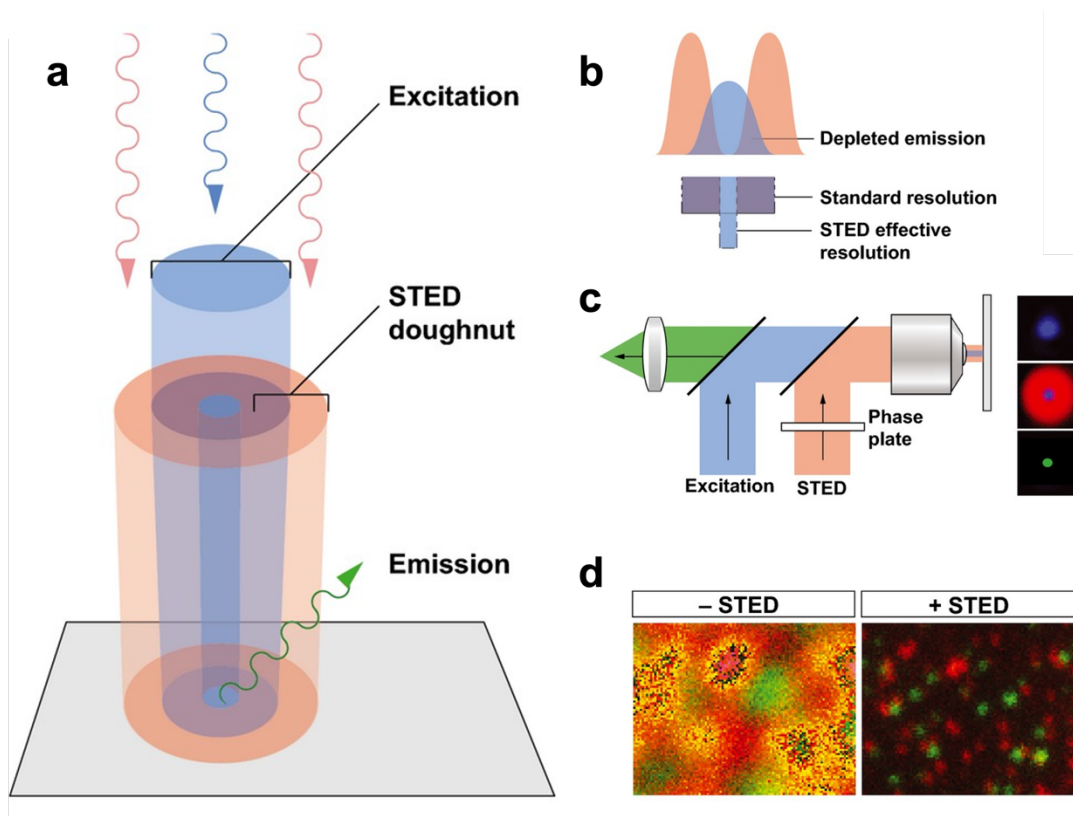 a
Excitation
STED
doughnut
Emission
b
Depleted emission
Standard resolution
STED effective
resolution
c
Phase
plate
Excitation
STED
d
– STED
+ STED